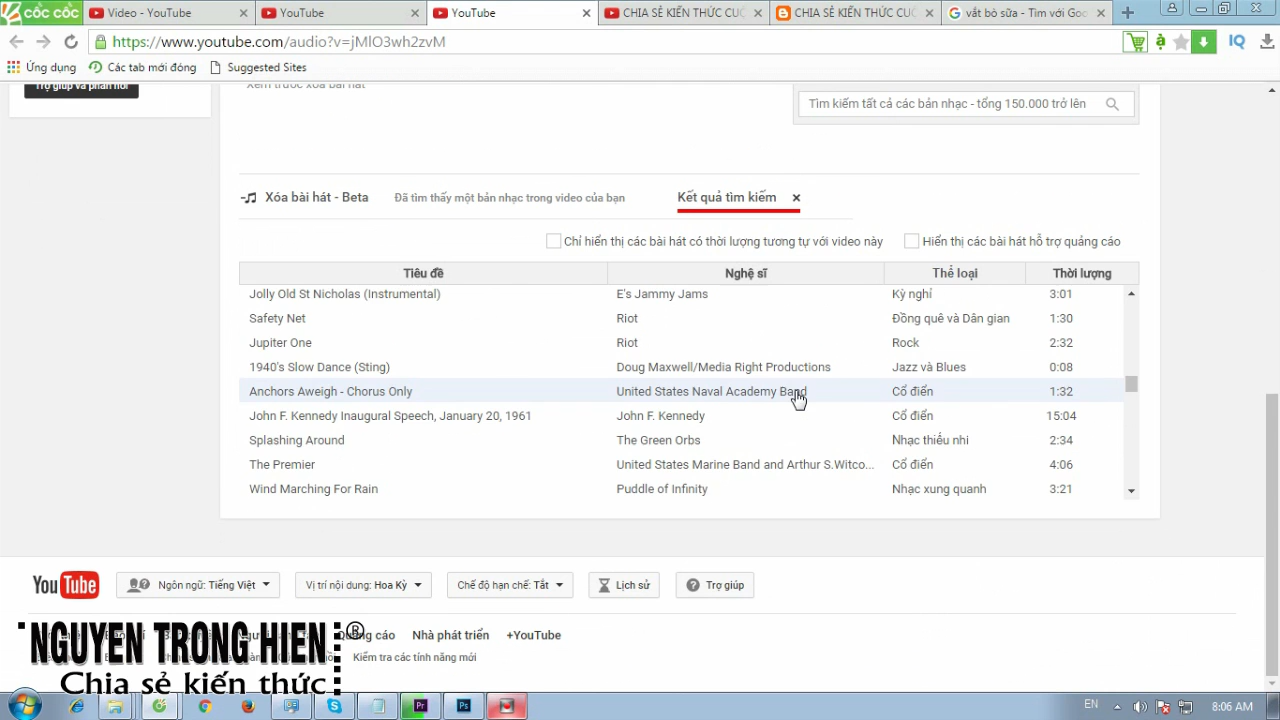 cốc cốc
Video - YouTube
YouTube
YouTube
CHIA SẺ KIẾN THỨC CUỘ
CHIA SẺ KIẾN THỨC CUỘ
vắt bò sữa - Tìm với Goo
https://www.youtube.com/audio?v=jMlO3wh2zvM
Ứng dụng
Các tab mới đóng
Suggested Sites
Trợ giúp và phản hồi
Xem trước xóa bài hát
Tìm kiếm tất cả các bản nhạc - tổng 150.000 trở lên
Xóa bài hát - Beta
Đã tìm thấy một bản nhạc trong video của bạn
Kết quả tìm kiếm
Chỉ hiển thị các bài hát có thời lượng tương tự với video này
Hiển thị các bài hát hỗ trợ quảng cáo
Tiêu đề Nghệ sĩ Thể loại Thời lượng
Jolly Old St Nicholas (Instrumental) E's Jammy Jams Kỳ nghỉ 3:01
Safety Net Riot Đồng quê và Dân gian 1:30
Jupiter One Riot Rock 2:32
1940's Slow Dance (Sting) Doug Maxwell/Media Right Productions Jazz và Blues 0:08
Anchors Aweigh - Chorus Only United States Naval Academy Band Cổ điển 1:32
John F. Kennedy Inaugural Speech, January 20, 1961 John F. Kennedy Cổ điển 15:04
Splashing Around The Green Orbs Nhạc thiếu nhi 2:34
The Premier United States Marine Band and Arthur S.Witco... Cổ điển 4:06
Wind Marching For Rain Puddle of Infinity Nhạc xung quanh 3:21
YouTube
Ngôn ngữ: Tiếng Việt
Vị trí nội dung: Hoa Kỳ
Chế độ hạn chế: Tắt
Lịch sử
Trợ giúp
Quảng cáo Nhà phát triển +YouTube
Kiểm tra các tính năng mới
NGUYEN TRONG HIEN ®
Chia sẻ kiến thức
EN
8:06 AM